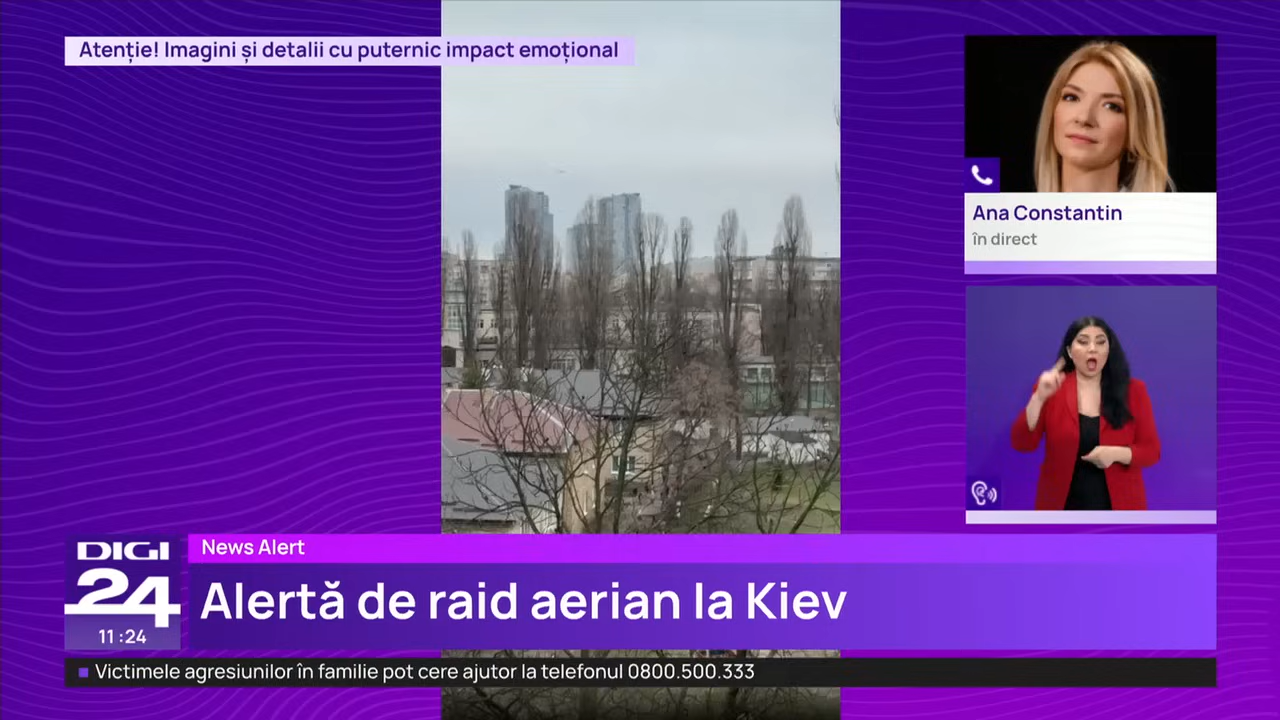 Atenție! Imagini și detalii cu puternic impact emoțional
Ana Constantin
în direct
DIGI
24
11:24
News Alert
Alertă de raid aerian la Kiev
Victimele agresiunilor în familie pot cere ajutor la telefonul 0800.500.333